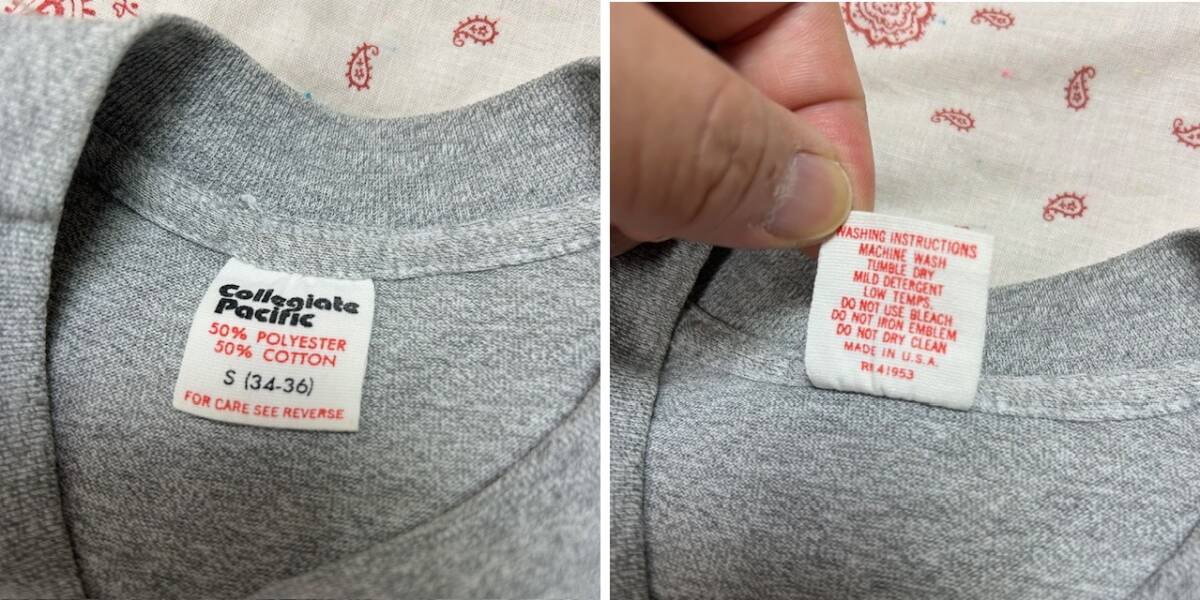 Collegiate
Pacific
50% POLYESTER
50% COTTON
S (34-36)
FOR CARE SEE REVERSE
WASHING INSTRUCTIONS
MACHINE WASH
TUMBLE DRY
MILD DETERGENT
LOW TEMPS.
DO NOT USE BLEACH
DO NOT IRON EMBLEM
DO NOT DRY CLEAN
MADE IN U.S.A.
RN 41953